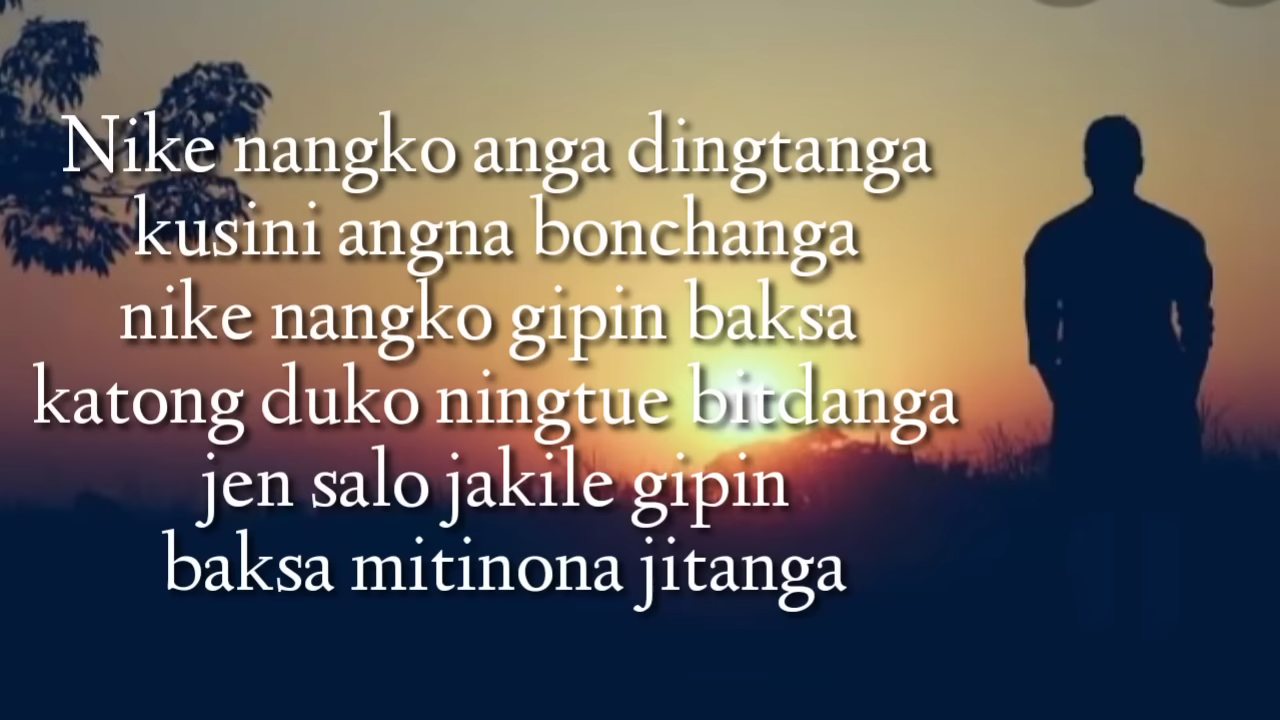 Nike nangko anga dingtanga
kusini angna bonchanga
nike nangko gipin baksa
katong duko ningtue bitdanga
jen salo jakile gipin
baksa mitinona jitanga